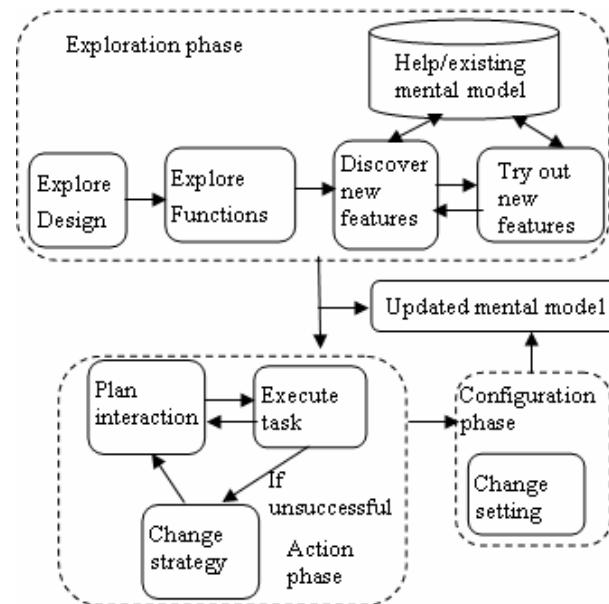 Exploration phase
Help/existing
mental model
Explore
Design
Explore
Functions
Discover
new
features
Try out
new
features
Updated mental model
Plan
interaction
Execute
task
If
unsuccessful
Change
strategy
Action
phase
Configuration
phase
Change
setting